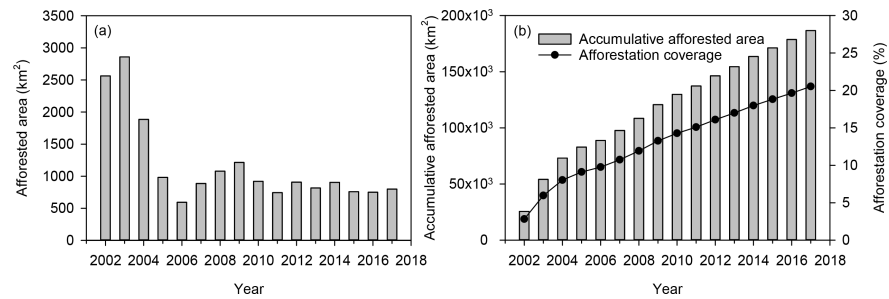 (a)
Afforested area (km²)
3500
3000
2500
2000
1500
1000
500
0
2002 2004 2006 2008 2010 2012 2014 2016 2018
Year
(b)
Accumulative afforested area
Afforestation coverage
Accumulative afforested area (km²)
200x10³
150x10³
100x10³
50x10³
0
Afforestation coverage (%)
30
25
20
15
10
5
0
2002 2004 2006 2008 2010 2012 2014 2016 2018
Year